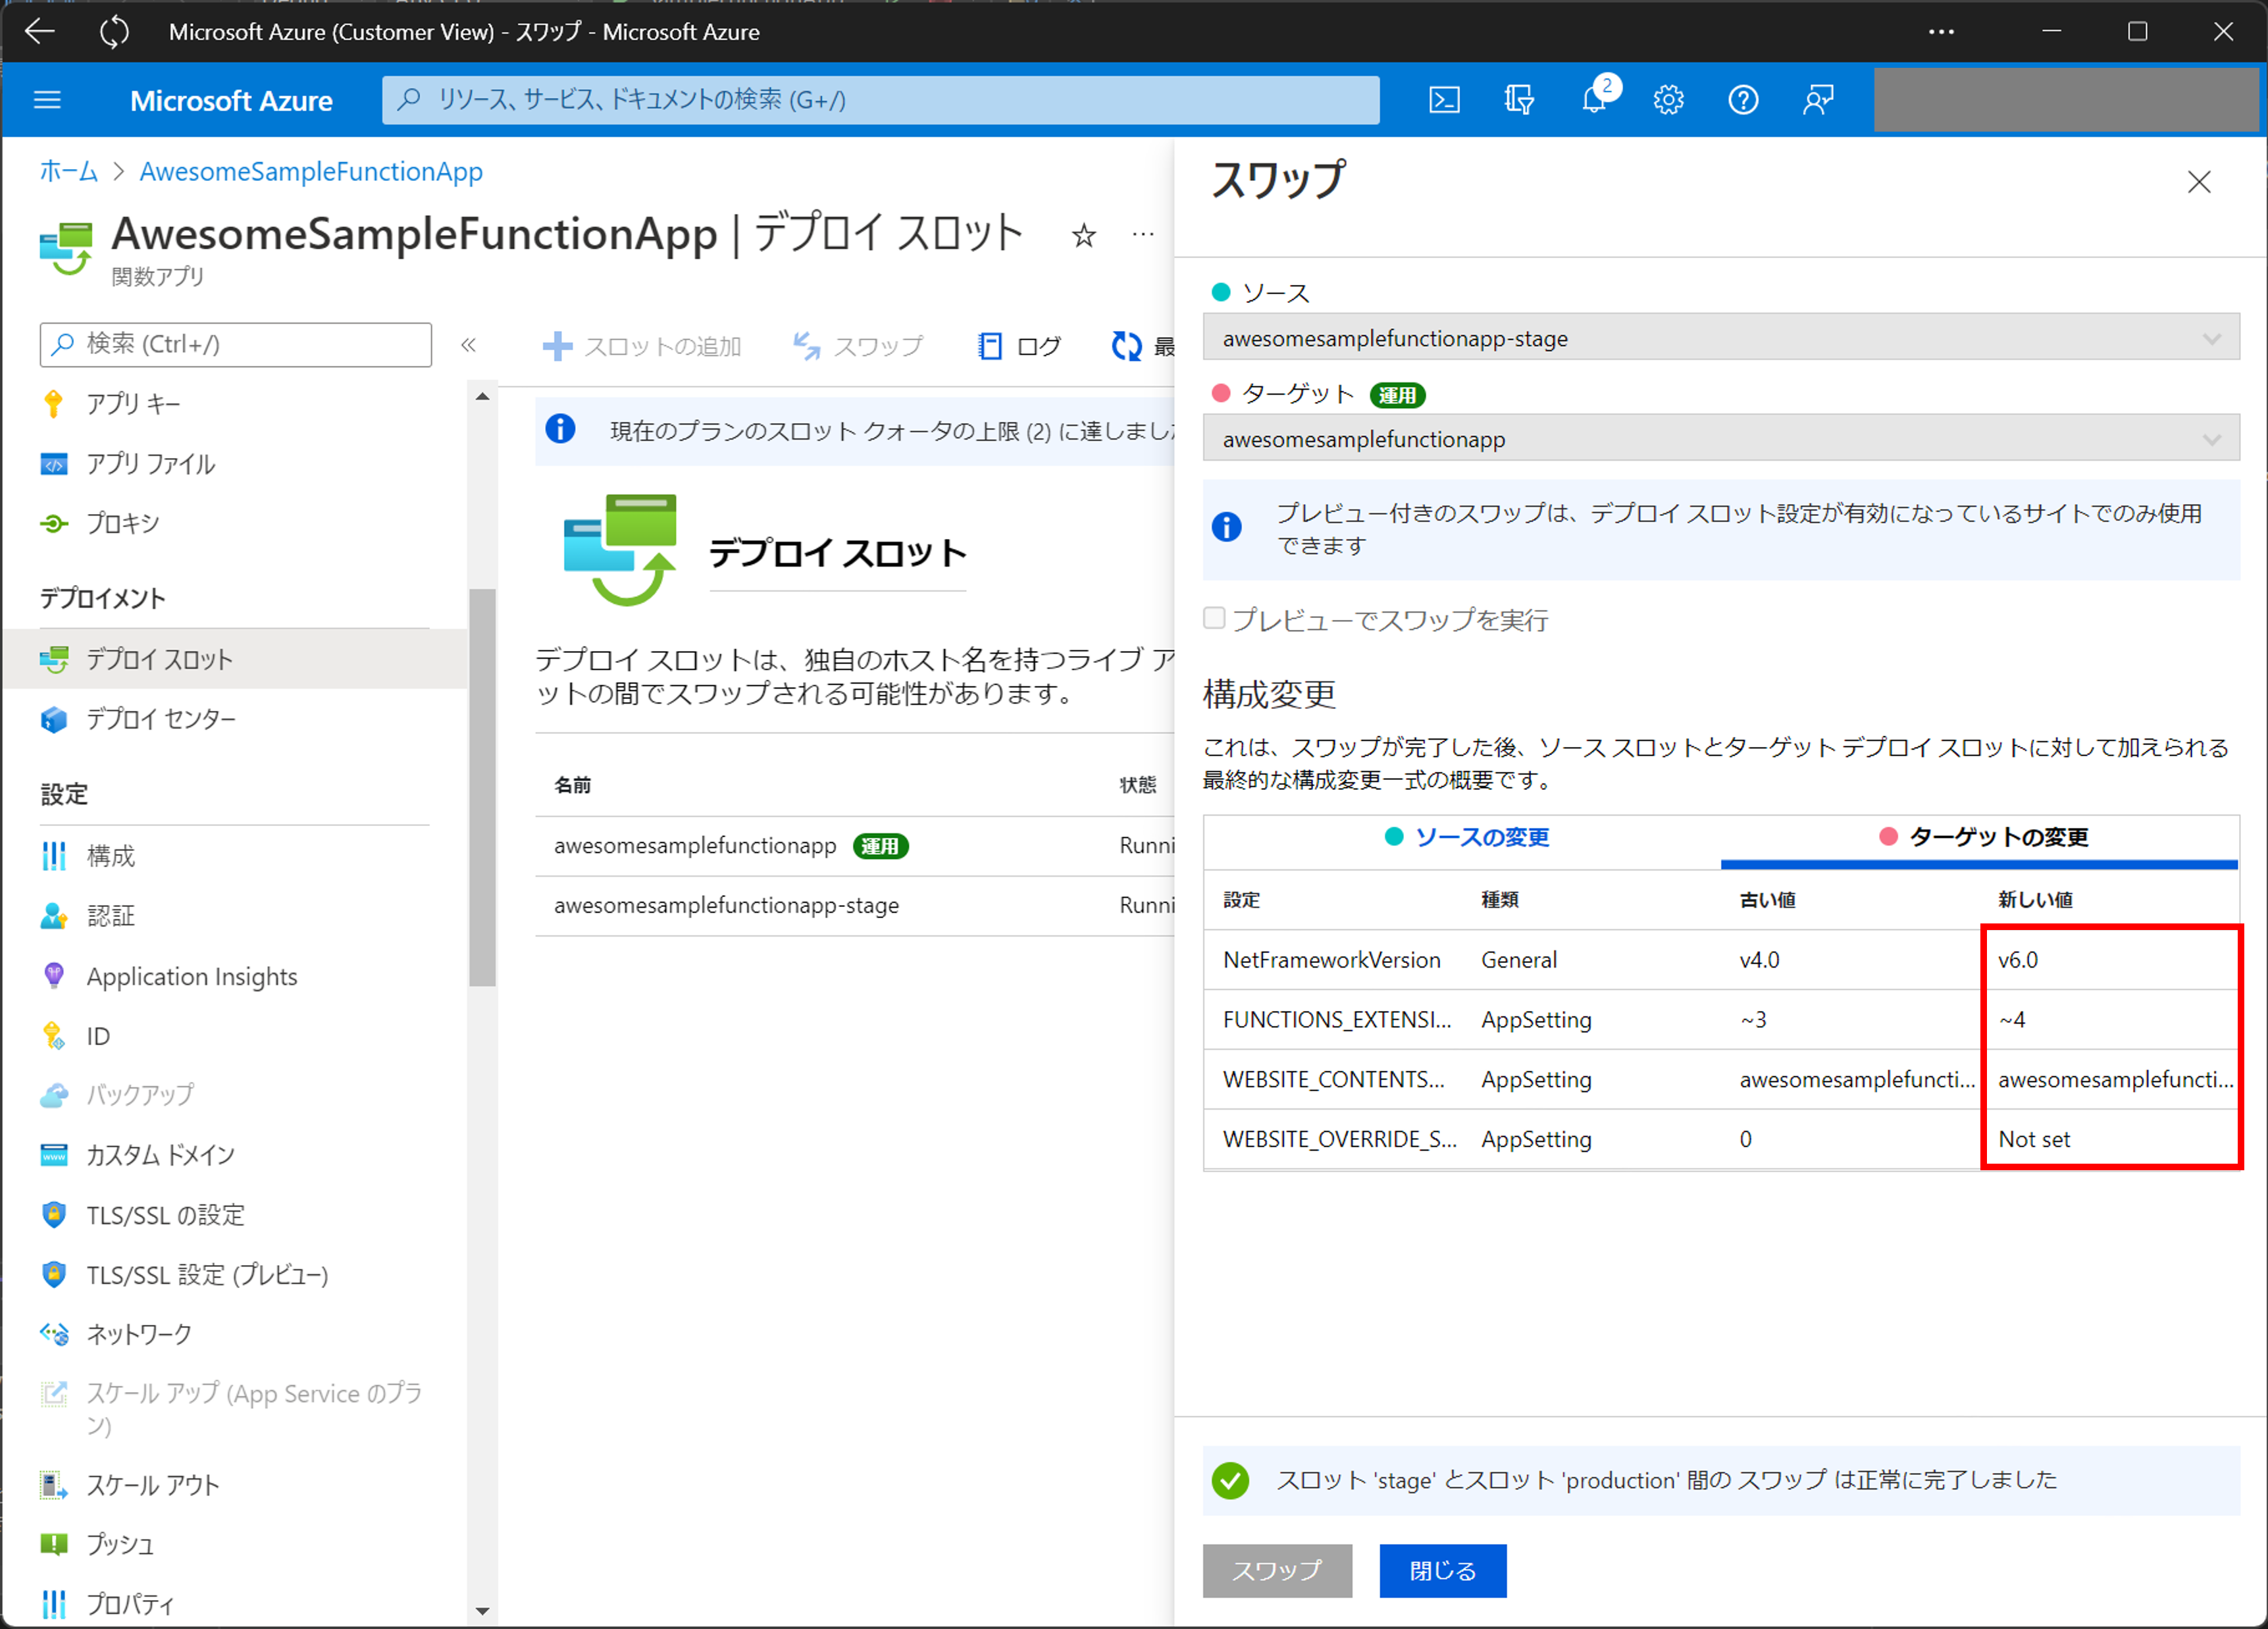 Microsoft Azure (Customer View) - スワップ - Microsoft Azure
Microsoft Azure
リソース、サービス、ドキュメントの検索 (G+/)
2
ホーム
AwesomeSampleFunctionApp
AwesomeSampleFunctionApp | デプロイ スロット
関数アプリ
検索 (Ctrl+/)
アプリ キー
アプリ ファイル
プロキシ
デプロイメント
デプロイ スロット
デプロイ センター
設定
構成
認証
Application Insights
ID
バックアップ
カスタム ドメイン
TLS/SSL の設定
TLS/SSL 設定 (プレビュー)
ネットワーク
スケール アップ (App Service のプラ
ン)
スケール アウト
プッシュ
プロパティ
スロットの追加
スワップ
ログ
最
現在のプランのスロット クォータの上限 (2) に達しまし
デプロイ スロット
デプロイ スロットは、独自のホスト名を持つライブ ア
ットの間でスワップされる可能性があります。
名前 状態
awesomesamplefunctionapp 運用 Runni
awesomesamplefunctionapp-stage Runni
スワップ
ソース
awesomesamplefunctionapp-stage
ターゲット 運用
awesomesamplefunctionapp
プレビュー付きのスワップは、デプロイ スロット設定が有効になっているサイトでのみ使用
できます
プレビューでスワップを実行
構成変更
これは、スワップが完了した後、ソース スロットとターゲット デプロイ スロットに対して加えられる
最終的な構成変更一式の概要です。
ソースの変更 ターゲットの変更
設定 種類 古い値 新しい値
NetFrameworkVersion General v4.0 v6.0
FUNCTIONS_EXTENSI... AppSetting ~3 ~4
WEBSITE_CONTENTS... AppSetting awesomesamplefuncti... awesomesamplefuncti...
WEBSITE_OVERRIDE_S... AppSetting 0 Not set
スロット 'stage' とスロット 'production' 間の スワップ は正常に完了しました
スワップ 閉じる